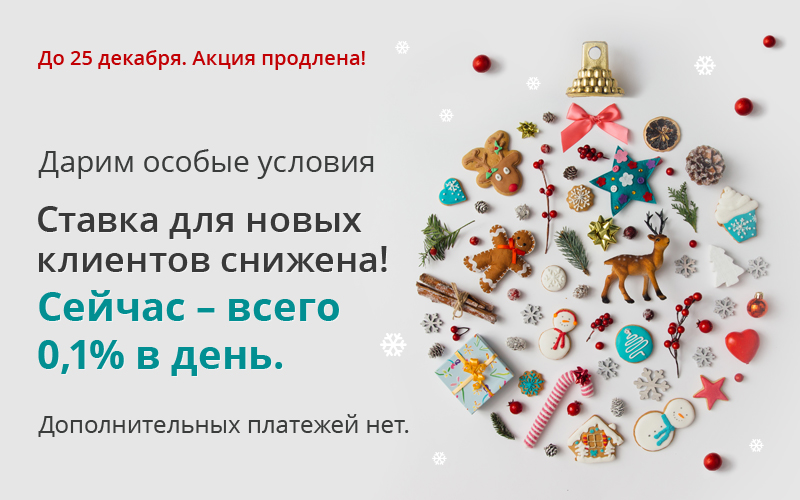 До 25 декабря. Акция продлена!
Дарим особые условия
Ставка для новых
клиентов снижена!
Сейчас – всего
0,1% в день.
Дополнительных платежей нет.